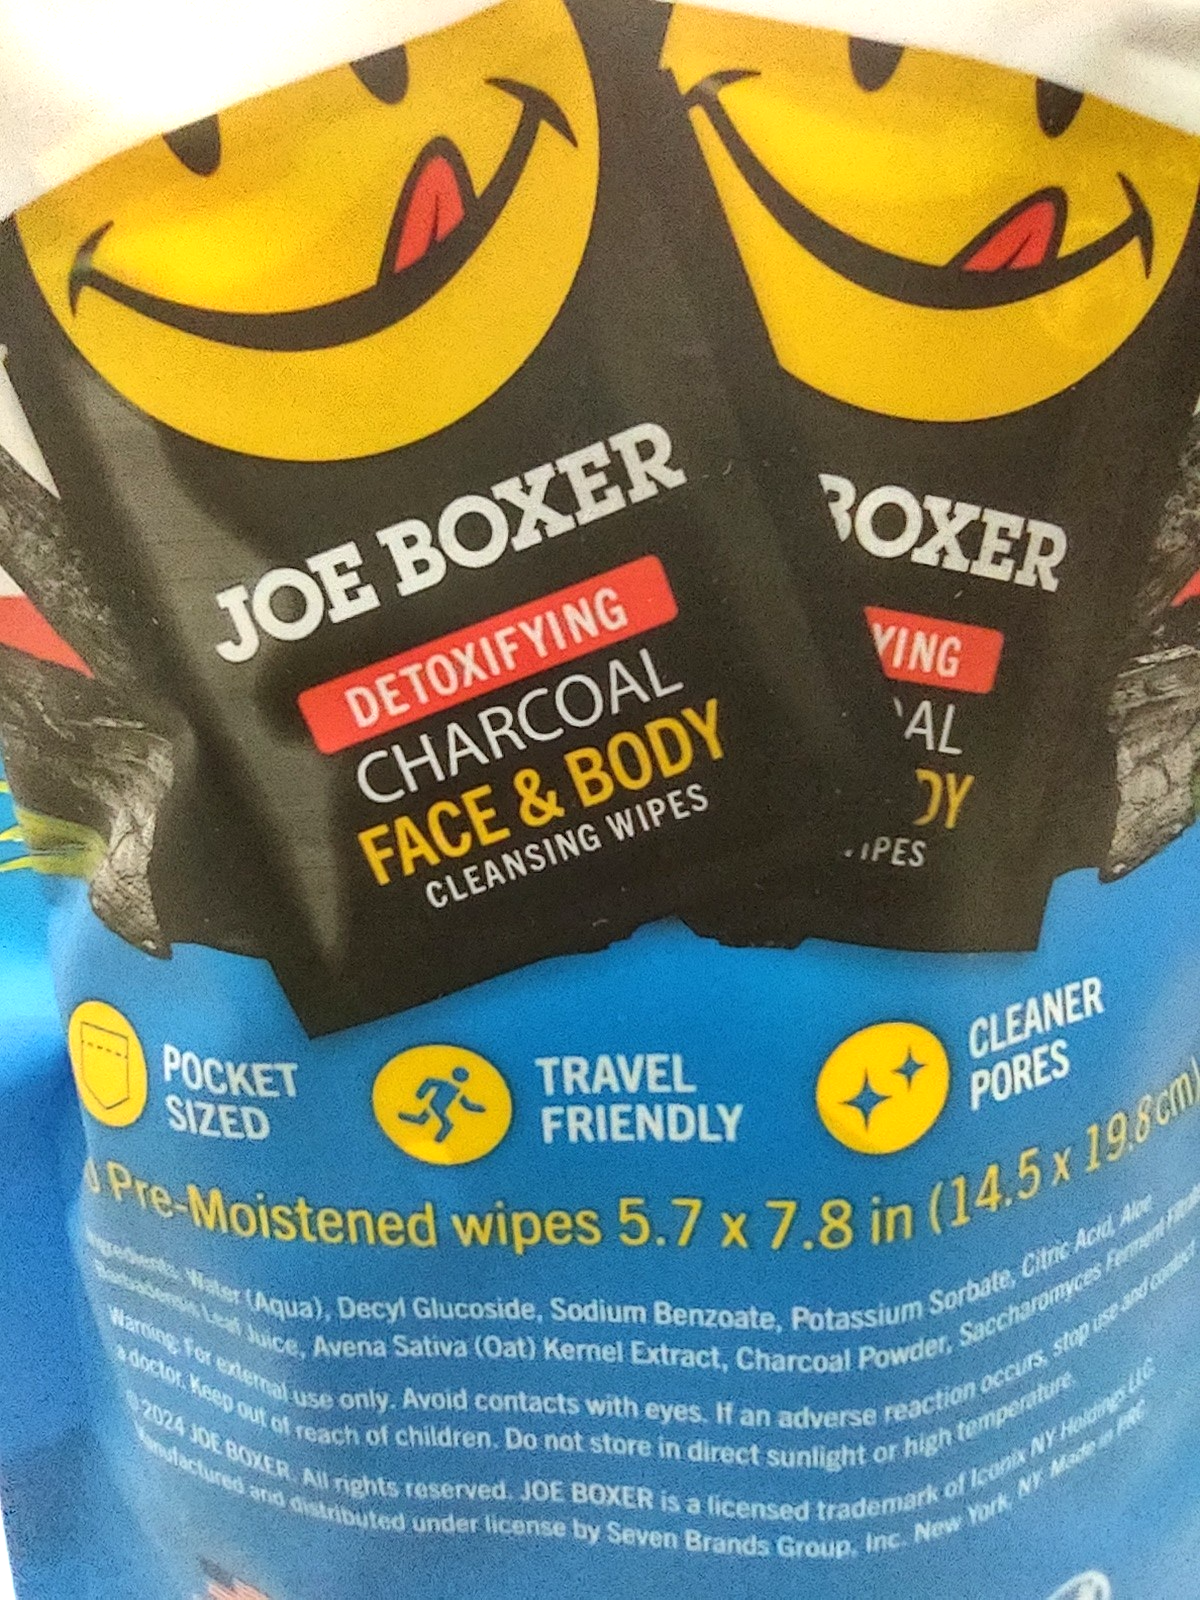 JOE BOXER
DETOXIFYING
CHARCOAL
FACE & BODY
CLEANSING WIPES
BOXER
YING
AL
DY
IPES
POCKET
SIZED
TRAVEL
FRIENDLY
CLEANER
PORES
Pre-Moistened wipes 5.7 x 7.8 in (14.5 x 19.8cm)
Ingredients: Water (Aqua), Decyl Glucoside, Sodium Benzoate, Potassium Sorbate, Citric Acid, Aloe
Barbadensis Leaf Juice, Avena Sativa (Oat) Kernel Extract, Charcoal Powder, Saccharomyces Ferment
Warning: For external use only. Avoid contacts with eyes. If an adverse reaction occurs, stop use and contact
a doctor. Keep out of reach of children. Do not store in direct sunlight or high temperature.
©2024 JOE BOXER. All rights reserved. JOE BOXER is a licensed trademark of Iconix NY Holdings LLC.
Manufactured and distributed under license by Seven Brands Group, Inc. New York, NY. Made in PRC